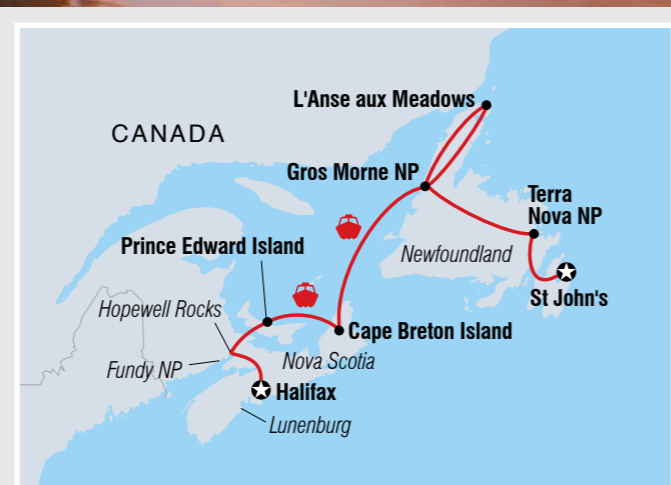 L'Anse aux Meadows
CANADA
Gros Morne NP
Terra
Nova NP
Prince Edward Island
Newfoundland
St John's
Hopewell Rocks
Cape Breton Island
Nova Scotia
Fundy NP
Halifax
Lunenburg